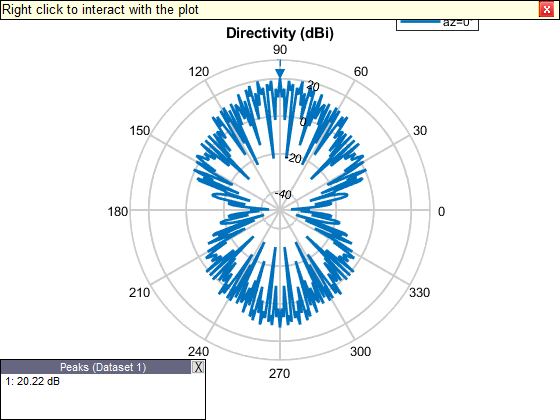 Right click to interact with the plot
x
az=0°
Directivity (dBi)
90
120
60
20
150
0
30
-20
-40
180
0
210
330
240
300
270
Peaks (Dataset 1)
X
1: 20.22 dB